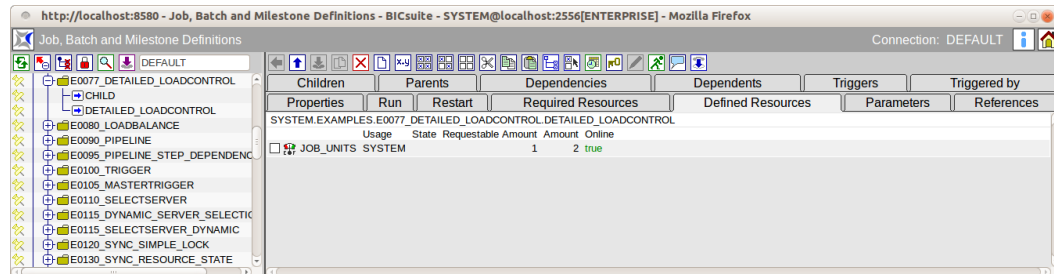 http://localhost:8580 - Job, Batch and Milestone Definitions - BICsuite - SYSTEM@localhost:2556[ENTERPRISE] - Mozilla Firefox
Job, Batch and Milestone Definitions
Connection: DEFAULT
DEFAULT
E0077_DETAILED_LOADCONTROL
CHILD
DETAILED_LOADCONTROL
E0080_LOADBALANCE
E0090_PIPELINE
E0095_PIPELINE_STEP_DEPENDENC
E0100_TRIGGER
E0105_MASTERTRIGGER
E0110_SELECTSERVER
E0115_DYNAMIC_SERVER_SELECTIO
E0115_SELECTSERVER_DYNAMIC
E0120_SYNC_SIMPLE_LOCK
E0130_SYNC_RESOURCE_STATE
Children Parents Dependencies Dependents Triggers Triggered by
Properties Run Restart Required Resources Defined Resources Parameters References
SYSTEM.EXAMPLES.E0077_DETAILED_LOADCONTROL.DETAILED_LOADCONTROL
Usage State Requestable Amount Amount Online
JOB_UNITS SYSTEM 1 2 true